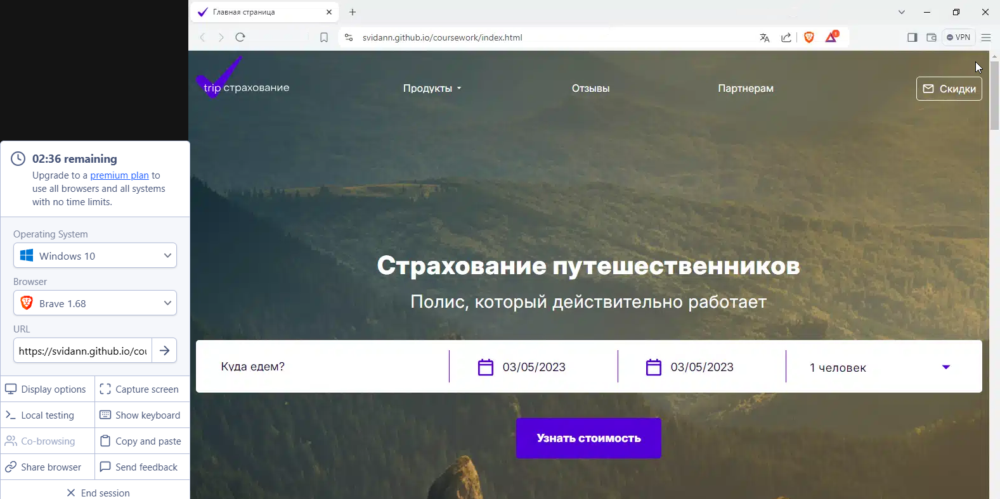 Главная страница
svidann.github.io/coursework/index.html
1
VPN
trip страхование
Продукты
Отзывы
Партнерам
Скидки
02:36 remaining
Upgrade to a premium plan to
use all browsers and all systems
with no time limits.
Operating System
Windows 10
Browser
Brave 1.68
URL
https://svidann.github.io/cou
Display options
Capture screen
Local testing
Show keyboard
Co-browsing
Copy and paste
Share browser
Send feedback
End session
Страхование путешественников
Полис, который действительно работает
Куда едем?
03/05/2023
03/05/2023
1 человек
Узнать стоимость